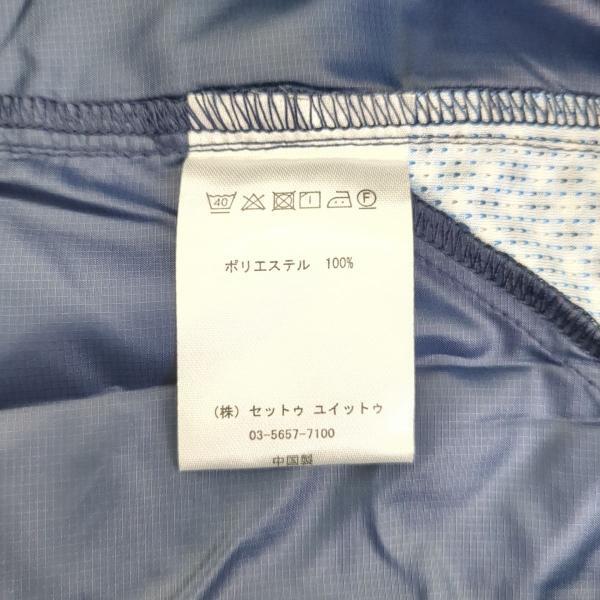 40 F
ポリエステル 100%
（株） セットゥ ユイットゥ
03-5657-7100
中国製